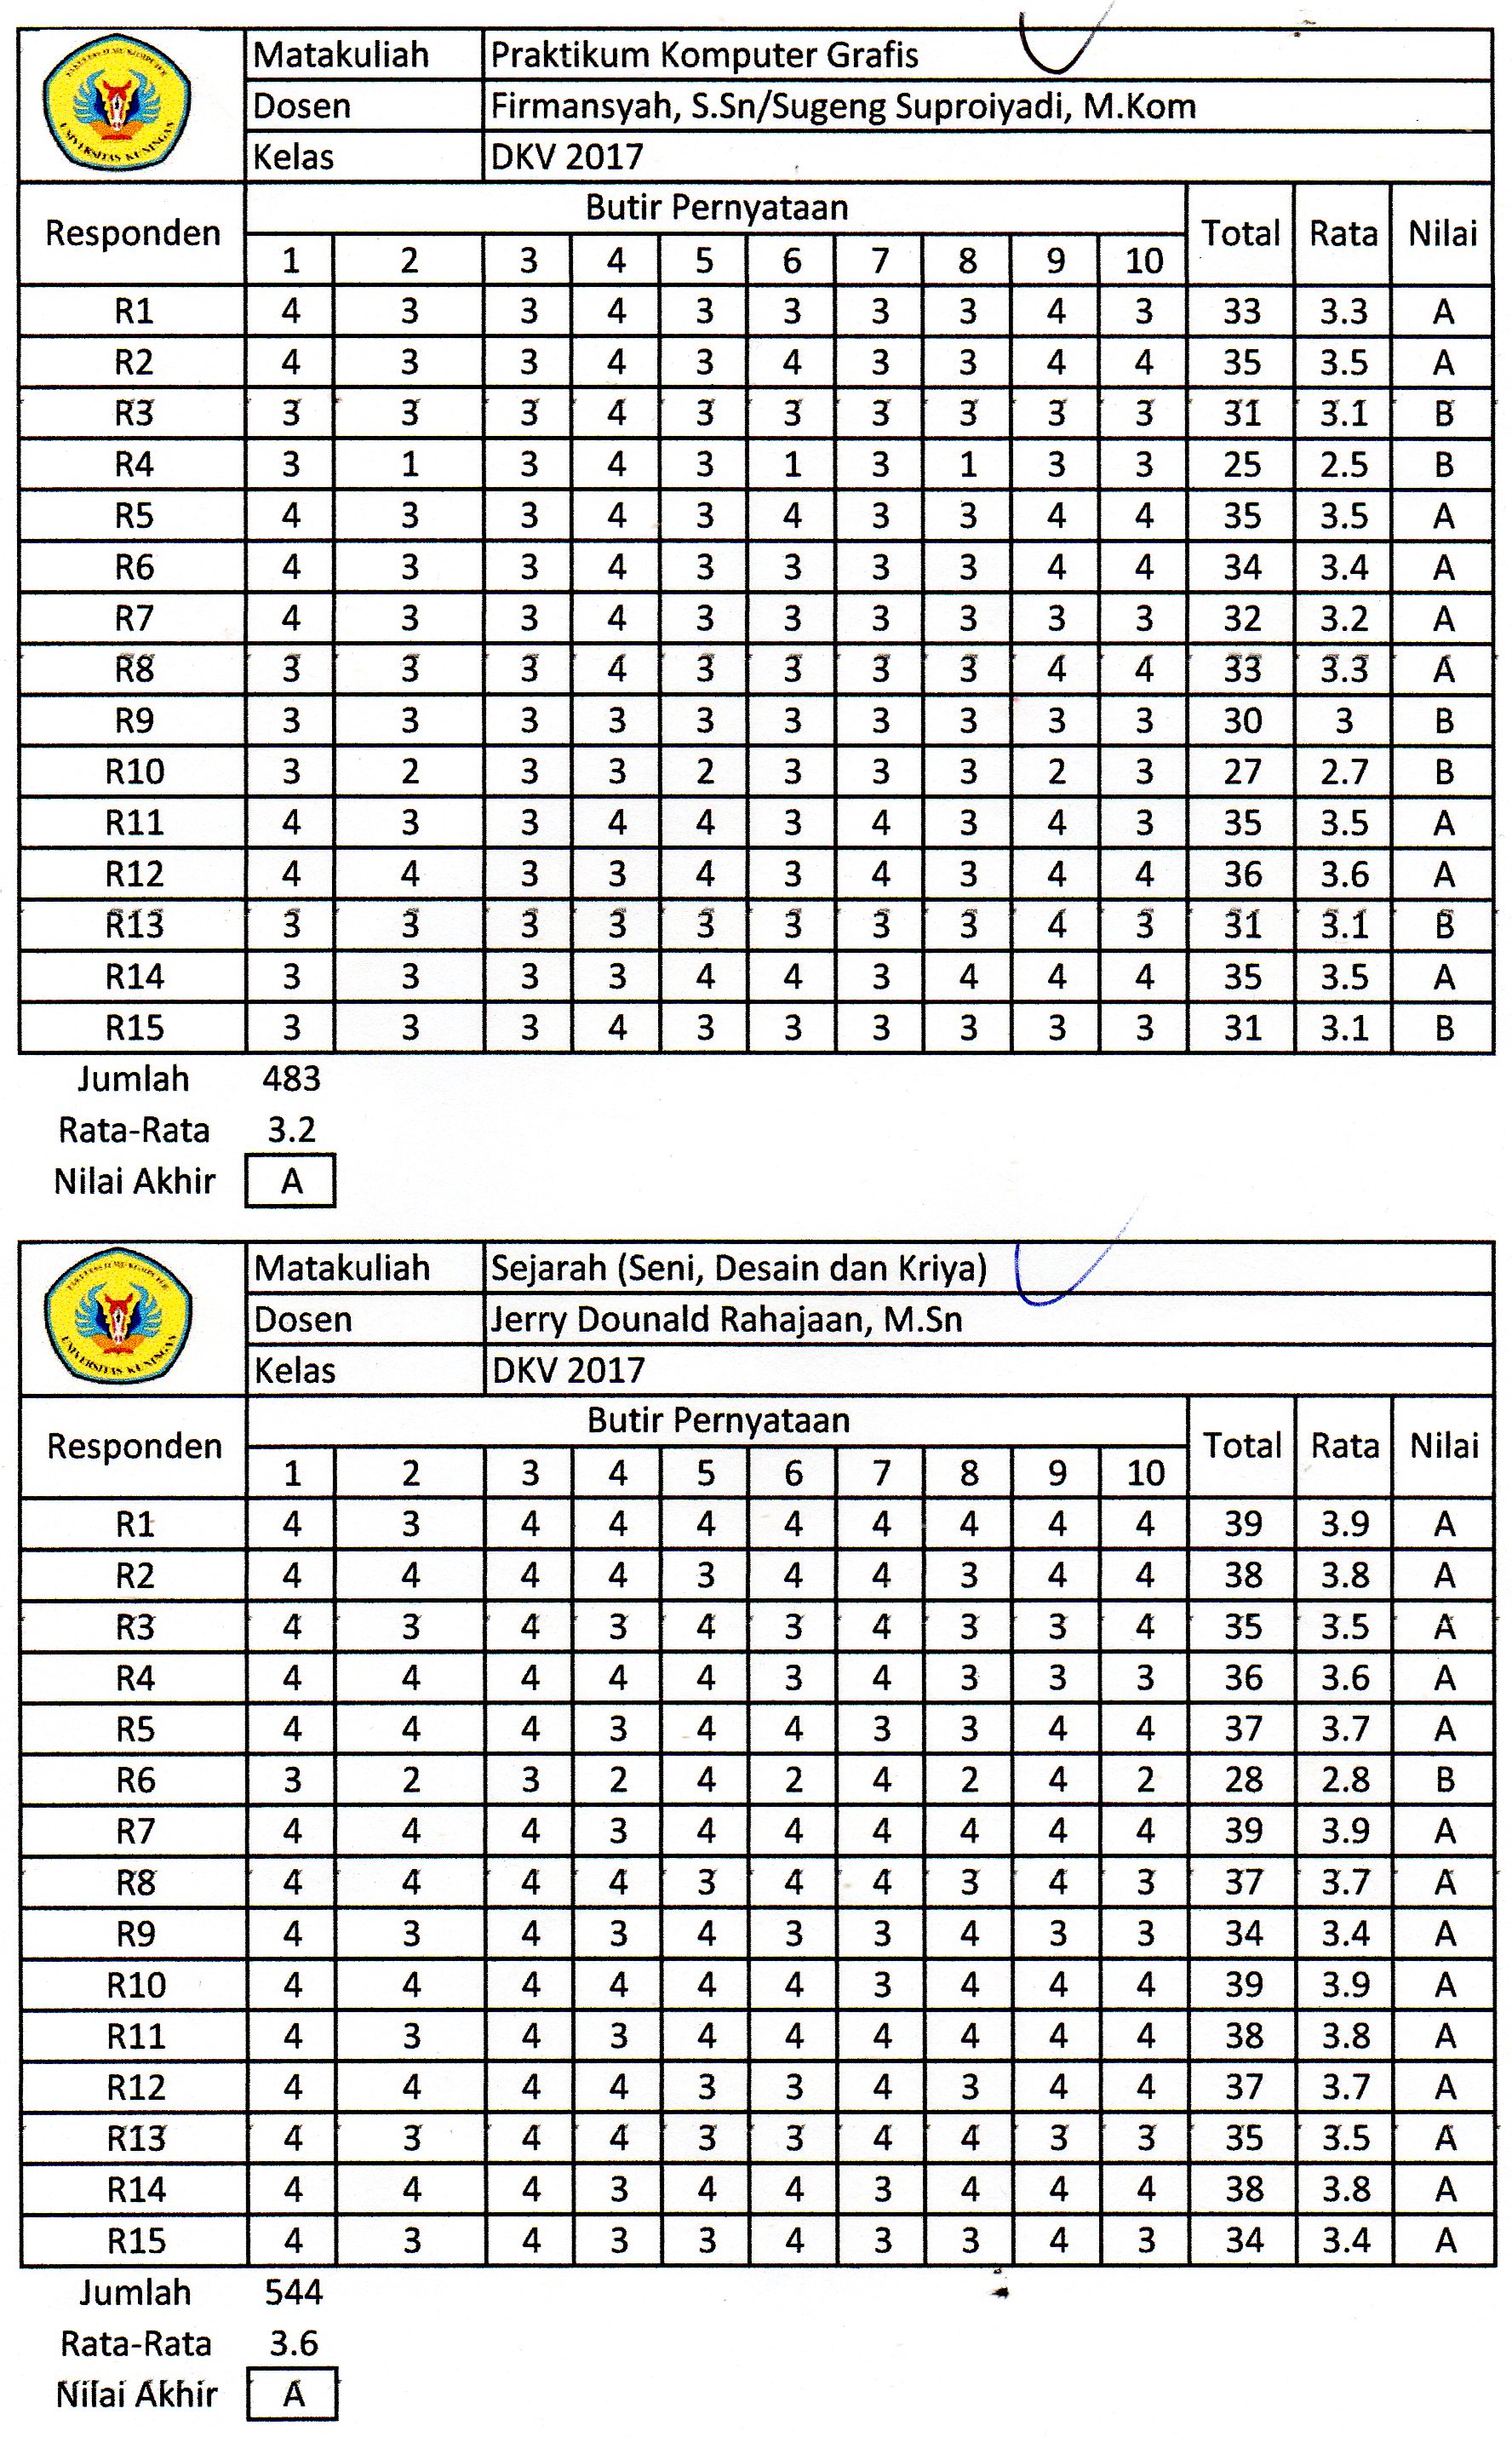 Matakuliah Praktikum Komputer Grafis
Dosen Firmansyah, S.Sn/Sugeng Suproiyadi, M.Kom
Kelas DKV 2017
FAKULTAS ILMU KOMPUTER
UNIVERSITAS KUNINGAN
Responden Butir Pernyataan Total Rata Nilai
1 2 3 4 5 6 7 8 9 10
R1 4 3 3 4 3 3 3 3 4 3 33 3.3 A
R2 4 3 3 4 3 4 3 3 4 4 35 3.5 A
R3 3 3 3 4 3 3 3 3 3 3 31 3.1 B
R4 3 1 3 4 3 1 3 1 3 3 25 2.5 B
R5 4 3 3 4 3 4 3 3 4 4 35 3.5 A
R6 4 3 3 4 3 3 3 3 4 4 34 3.4 A
R7 4 3 3 4 3 3 3 3 3 3 32 3.2 A
R8 3 3 3 4 3 3 3 3 4 4 33 3.3 A
R9 3 3 3 3 3 3 3 3 3 3 30 3 B
R10 3 2 3 3 2 3 3 3 2 3 27 2.7 B
R11 4 3 3 4 4 3 4 3 4 3 35 3.5 A
R12 4 4 3 3 4 3 4 3 4 4 36 3.6 A
R13 3 3 3 3 3 3 3 3 4 3 31 3.1 B
R14 3 3 3 3 4 4 3 4 4 4 35 3.5 A
R15 3 3 3 4 3 3 3 3 3 3 31 3.1 B
Jumlah 483
Rata-Rata 3.2
Nilai Akhir A
Matakuliah Sejarah (Seni, Desain dan Kriya)
Dosen Jerry Dounald Rahajaan, M.Sn
Kelas DKV 2017
FAKULTAS ILMU KOMPUTER
UNIVERSITAS KUNINGAN
Responden Butir Pernyataan Total Rata Nilai
1 2 3 4 5 6 7 8 9 10
R1 4 3 4 4 4 4 4 4 4 4 39 3.9 A
R2 4 4 4 4 3 4 4 3 4 4 38 3.8 A
R3 4 3 4 3 4 3 4 3 3 4 35 3.5 A
R4 4 4 4 4 4 3 4 3 3 3 36 3.6 A
R5 4 4 4 3 4 4 3 3 4 4 37 3.7 A
R6 3 2 3 2 4 2 4 2 4 2 28 2.8 B
R7 4 4 4 3 4 4 4 4 4 4 39 3.9 A
R8 4 4 4 4 3 4 4 3 4 3 37 3.7 A
R9 4 3 4 3 4 3 3 4 3 3 34 3.4 A
R10 4 4 4 4 4 4 3 4 4 4 39 3.9 A
R11 4 3 4 3 4 4 4 4 4 4 38 3.8 A
R12 4 4 4 4 3 3 4 3 4 4 37 3.7 A
R13 4 3 4 4 3 3 4 4 3 3 35 3.5 A
R14 4 4 4 3 4 4 3 4 4 4 38 3.8 A
R15 4 3 4 3 3 4 3 3 4 3 34 3.4 A
Jumlah 544
Rata-Rata 3.6
Nilai Akhir A